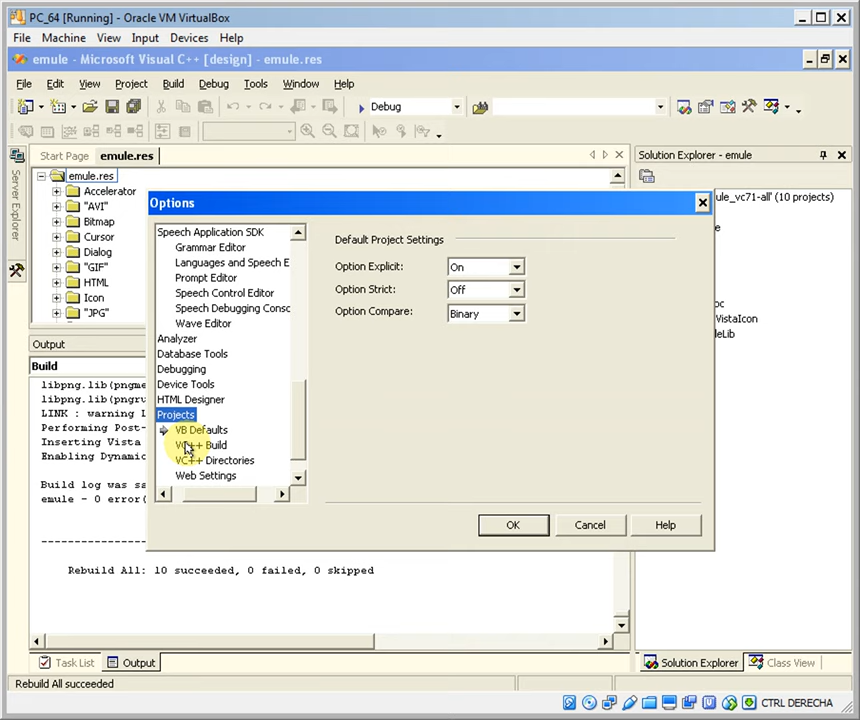 PC_64 [Running] - Oracle VM VirtualBox
File Machine View Input Devices Help
emule - Microsoft Visual C++ [design] - emule.res
File Edit View Project Build Debug Tools Window Help
Debug
Start Page emule.res
Solution Explorer - emule
Server Explorer
emule.res
Accelerator
"AVI"
Bitmap
Cursor
Dialog
"GIF"
HTML
Icon
"JPG"
ule_vc71-all' (10 projects)
VistaIcon
leLib
Options
Speech Application SDK
Grammar Editor
Languages and Speech E
Prompt Editor
Speech Control Editor
Speech Debugging Consc
Wave Editor
Analyzer
Database Tools
Debugging
Device Tools
HTML Designer
Projects
VB Defaults
VC++ Build
VC++ Directories
Web Settings
Default Project Settings
Option Explicit: On
Option Strict: Off
Option Compare: Binary
OK Cancel Help
Output
Build
libpng.lib(pngme
libpng.lib(pngru
LINK : warning L
Performing Post-
Inserting Vista
Enabling Dynamic
Build log was sa
emule - 0 error(
Rebuild All: 10 succeeded, 0 failed, 0 skipped
Task List Output
Solution Explorer Class View
Rebuild All succeeded
CTRL DERECHA